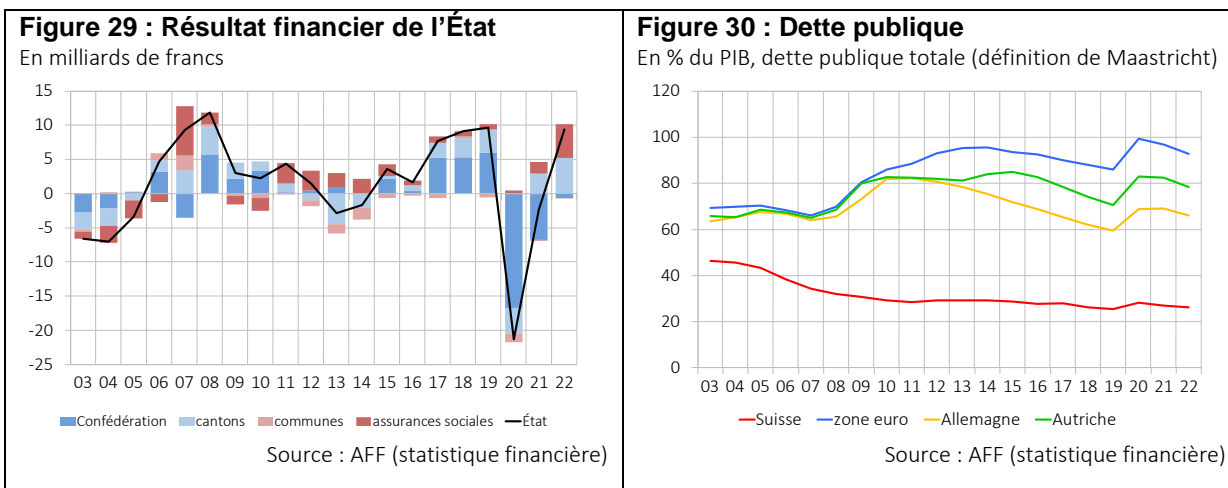 Figure 29 : Résultat financier de l’État
En milliards de francs
15
10
5
0
-5
-10
-15
-20
-25
03 04 05 06 07 08 09 10 11 12 13 14 15 16 17 18 19 20 21 22
Confédération cantons communes assurances sociales État
Source : AFF (statistique financière)
Figure 30 : Dette publique
En % du PIB, dette publique totale (définition de Maastricht)
120
100
80
60
40
20
0
03 04 05 06 07 08 09 10 11 12 13 14 15 16 17 18 19 20 21 22
Suisse zone euro Allemagne Autriche
Source : AFF (statistique financière)